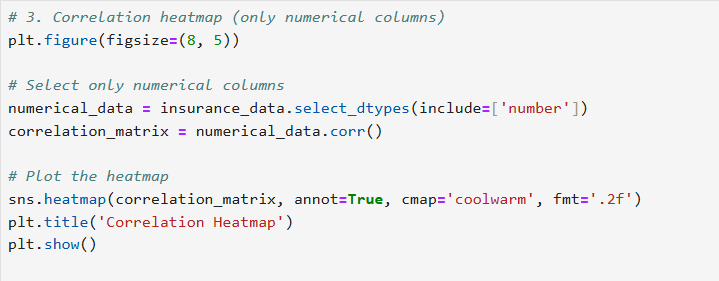 # 3. Correlation heatmap (only numerical columns)
plt.figure(figsize=(8, 5))
# Select only numerical columns
numerical_data = insurance_data.select_dtypes(include=['number'])
correlation_matrix = numerical_data.corr()
# Plot the heatmap
sns.heatmap(correlation_matrix, annot=True, cmap='coolwarm', fmt='.2f')
plt.title('Correlation Heatmap')
plt.show()